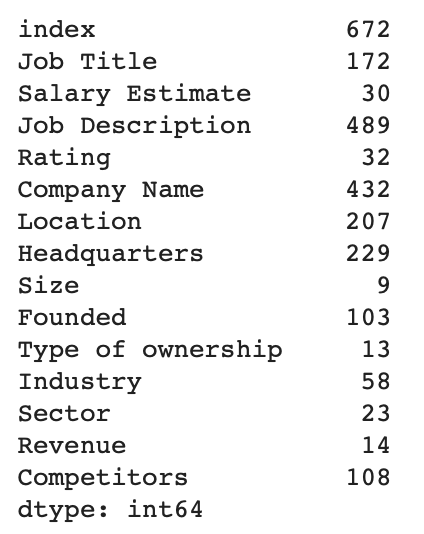 index 672
Job Title 172
Salary Estimate 30
Job Description 489
Rating 32
Company Name 432
Location 207
Headquarters 229
Size 9
Founded 103
Type of ownership 13
Industry 58
Sector 23
Revenue 14
Competitors 108
dtype: int64